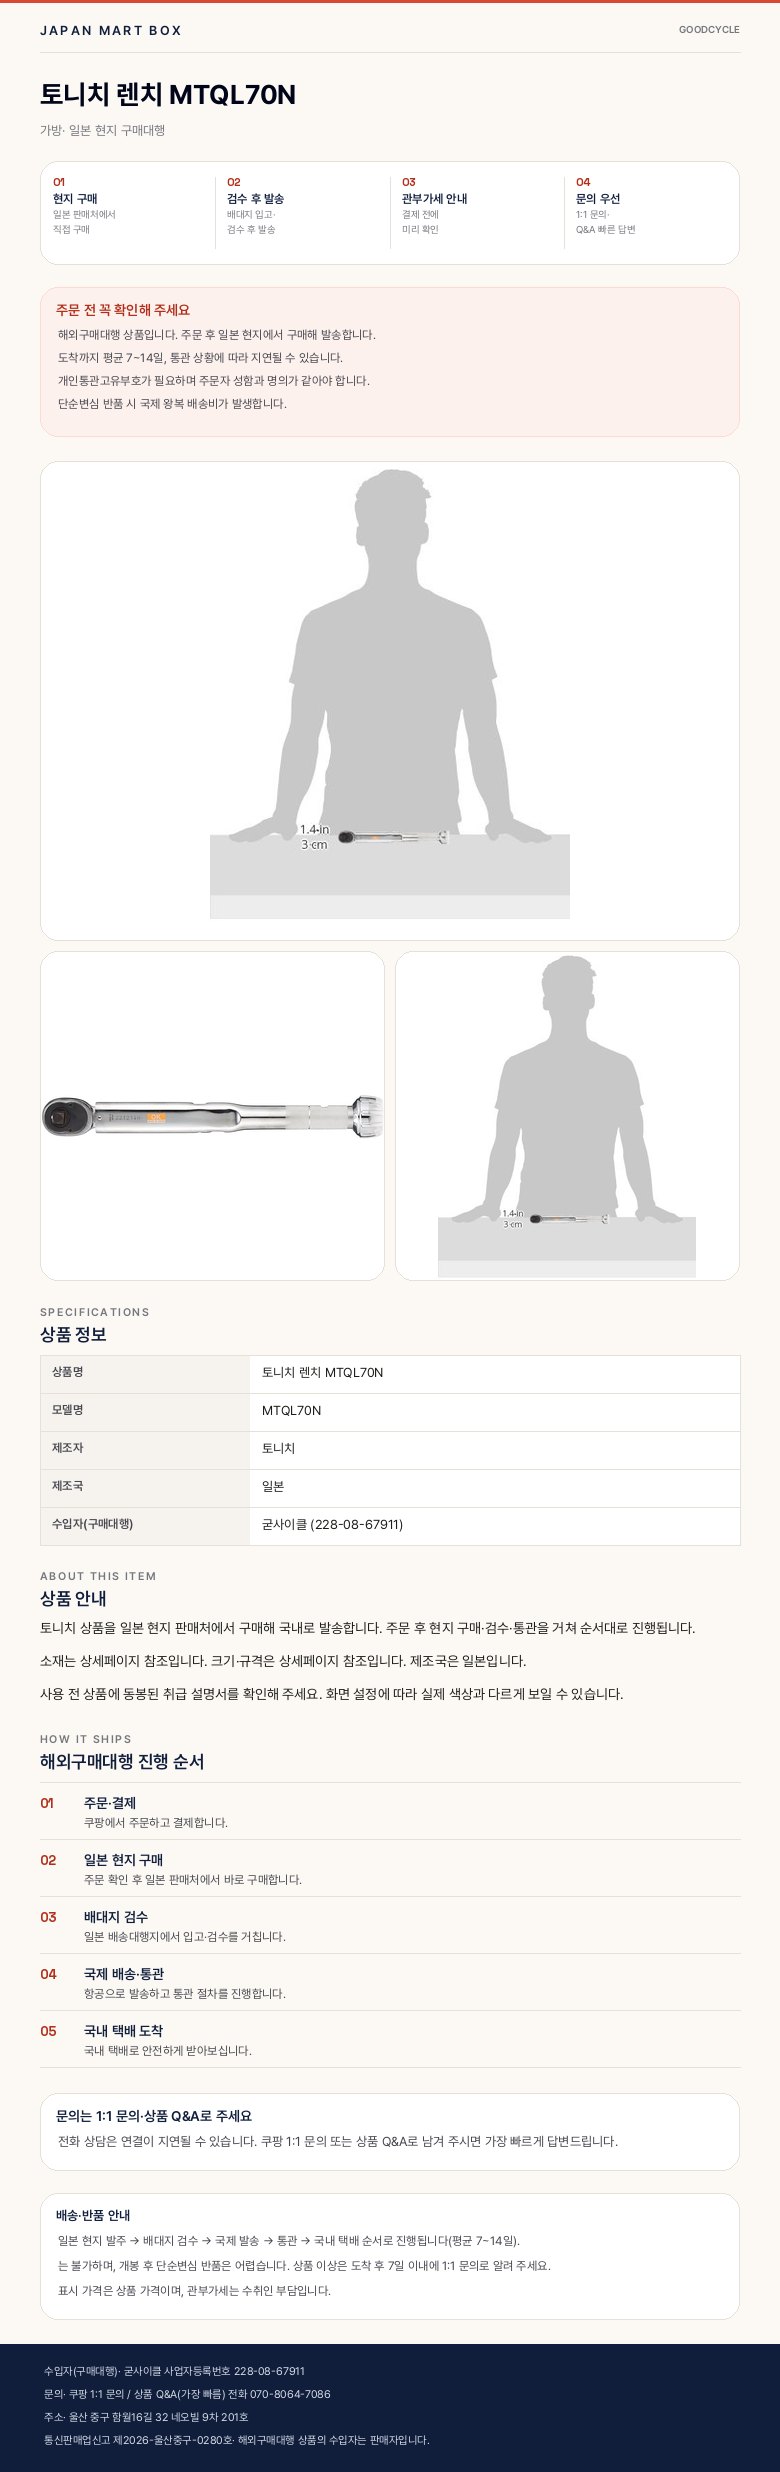 JAPAN MART BOX
GOODCYCLE
토니치 렌치 MTQL70N
가방· 일본 현지 구매대행
01
현지 구매
일본 판매처에서
직접 구매
02
검수 후 발송
배대지 입고·
검수 후 발송
03
관부가세 안내
결제 전에
미리 확인
04
문의 우선
1:1 문의·
Q&A 빠른 답변
주문 전 꼭 확인해 주세요
해외구매대행 상품입니다. 주문 후 일본 현지에서 구매해 발송합니다.
도착까지 평균 7~14일, 통관 상황에 따라 지연될 수 있습니다.
개인통관고유부호가 필요하며 주문자 성함과 명의가 같아야 합니다.
단순변심 반품 시 국제 왕복 배송비가 발생합니다.
1.4-in
3 cm
1.4-in
3 cm
SPECIFICATIONS
상품 정보
상품명 토니치 렌치 MTQL70N
모델명 MTQL70N
제조자 토니치
제조국 일본
수입자(구매대행) 굳사이클 (228-08-67911)
ABOUT THIS ITEM
상품 안내
토니치 상품을 일본 현지 판매처에서 구매해 국내로 발송합니다. 주문 후 현지 구매·검수·통관을 거쳐 순서대로 진행됩니다.
소재는 상세페이지 참조입니다. 크기·규격은 상세페이지 참조입니다. 제조국은 일본입니다.
사용 전 상품에 동봉된 취급 설명서를 확인해 주세요. 화면 설정에 따라 실제 색상과 다르게 보일 수 있습니다.
HOW IT SHIPS
해외구매대행 진행 순서
01 주문·결제
쿠팡에서 주문하고 결제합니다.
02 일본 현지 구매
주문 확인 후 일본 판매처에서 바로 구매합니다.
03 배대지 검수
일본 배송대행지에서 입고·검수를 거칩니다.
04 국제 배송·통관
항공으로 발송하고 통관 절차를 진행합니다.
05 국내 택배 도착
국내 택배로 안전하게 받아보십니다.
문의는 1:1 문의·상품 Q&A로 주세요
전화 상담은 연결이 지연될 수 있습니다. 쿠팡 1:1 문의 또는 상품 Q&A로 남겨 주시면 가장 빠르게 답변드립니다.
배송·반품 안내
일본 현지 발주 → 배대지 검수 → 국제 발송 → 통관 → 국내 택배 순서로 진행됩니다(평균 7~14일).
는 불가하며, 개봉 후 단순변심 반품은 어렵습니다. 상품 이상은 도착 후 7일 이내에 1:1 문의로 알려 주세요.
표시 가격은 상품 가격이며, 관부가세는 수취인 부담입니다.
수입자(구매대행)· 굳사이클 사업자등록번호 228-08-67911
문의· 쿠팡 1:1 문의 / 상품 Q&A(가장 빠름) 전화 070-8064-7086
주소· 울산 중구 함월16길 32 네오빌 9차 201호
통신판매업신고 제2026-울산중구-0280호· 해외구매대행 상품의 수입자는 판매자입니다.